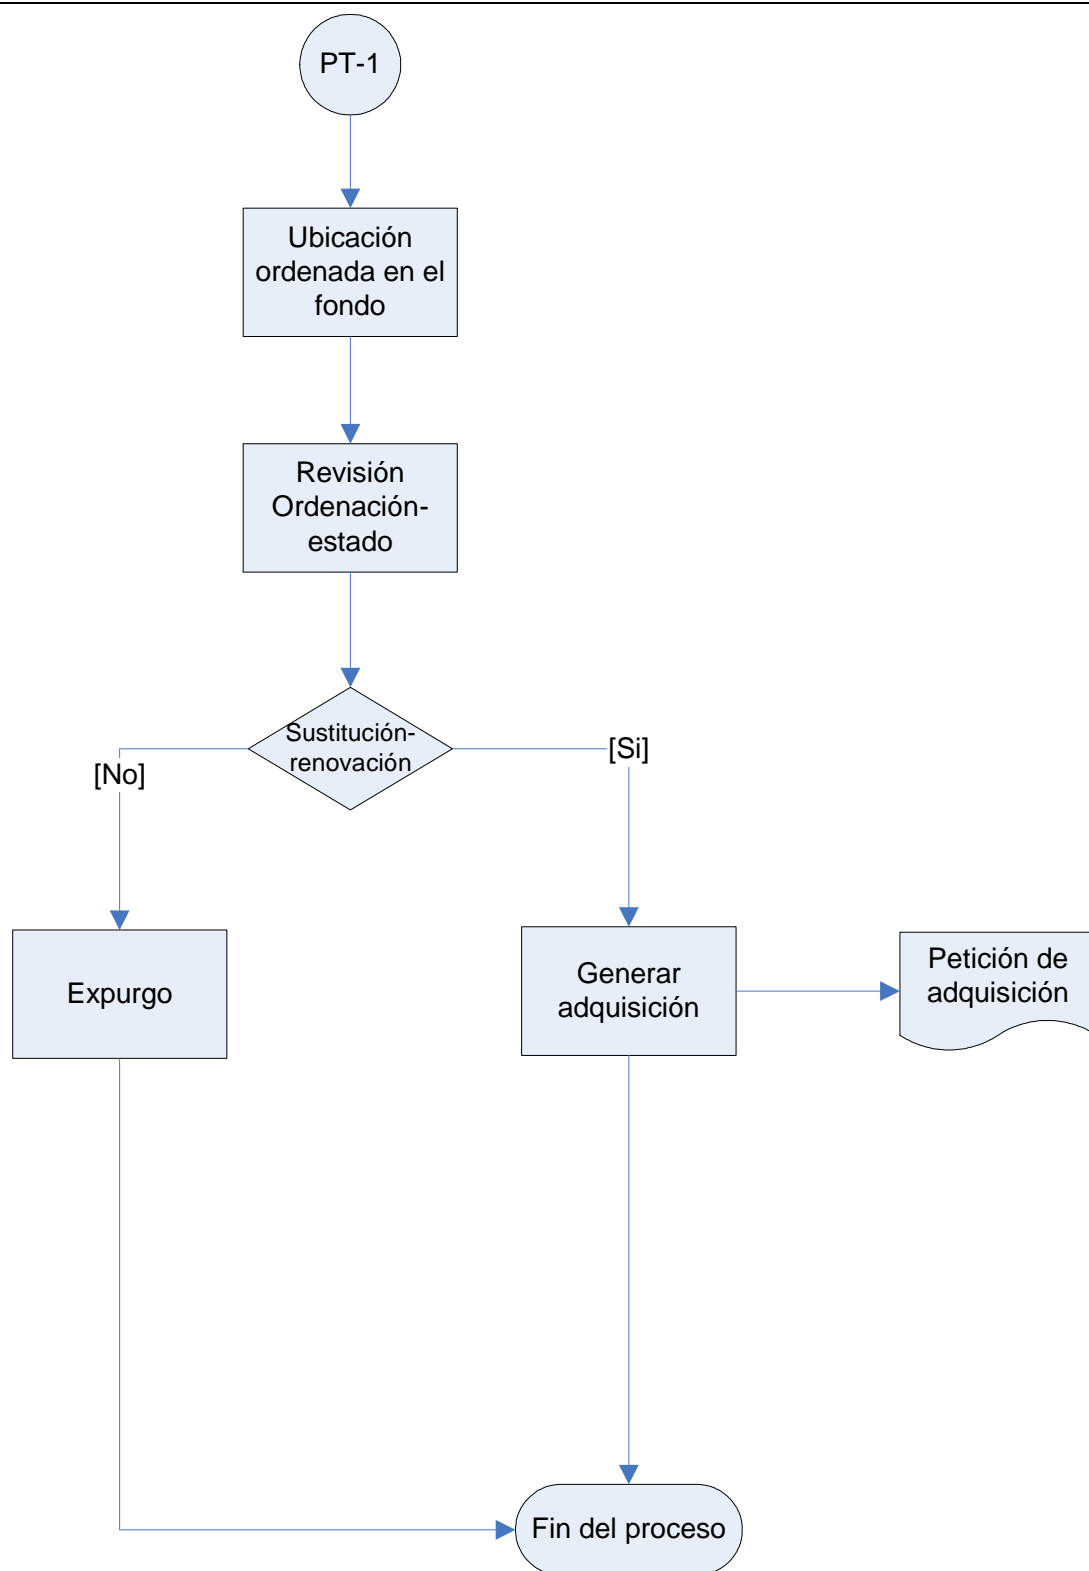 PT-1
Ubicación
ordenada en el
fondo
Revisión
Ordenación-
estado
Sustitución-
renovación
[No]
[Si]
Expurgo
Generar
adquisición
Petición de
adquisición
Fin del proceso